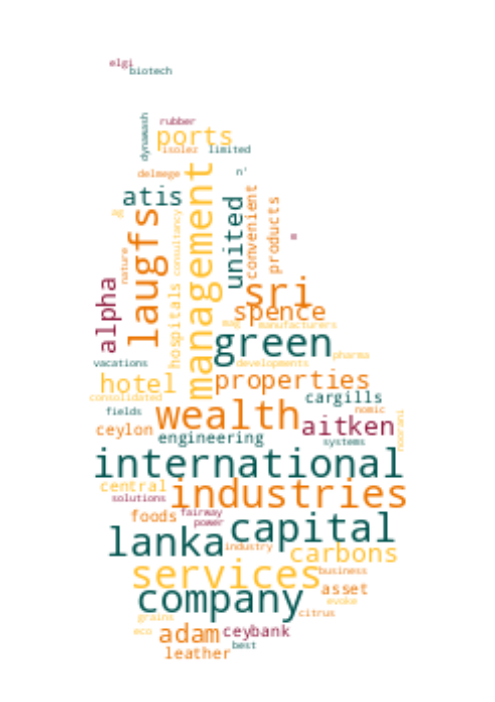 elgi
biotech
dynawash
rubber
ports
isolez limited
delmege
n'
atis
management
united
convenient
products
laugfs
consultancy
nature
hospitals
alpha
sri
spence
mag manufacturers
green
pharma
vacations
developments
hotel properties
consolidated cargills
fields wealth nomic
ceylon aitken
noorani
engineering systems
international
central industries
solutions
foods fairway
power capital
lanka industry
carbons
services business
company asset
evoke
grains citrus
eco adam ceybank
best
leather